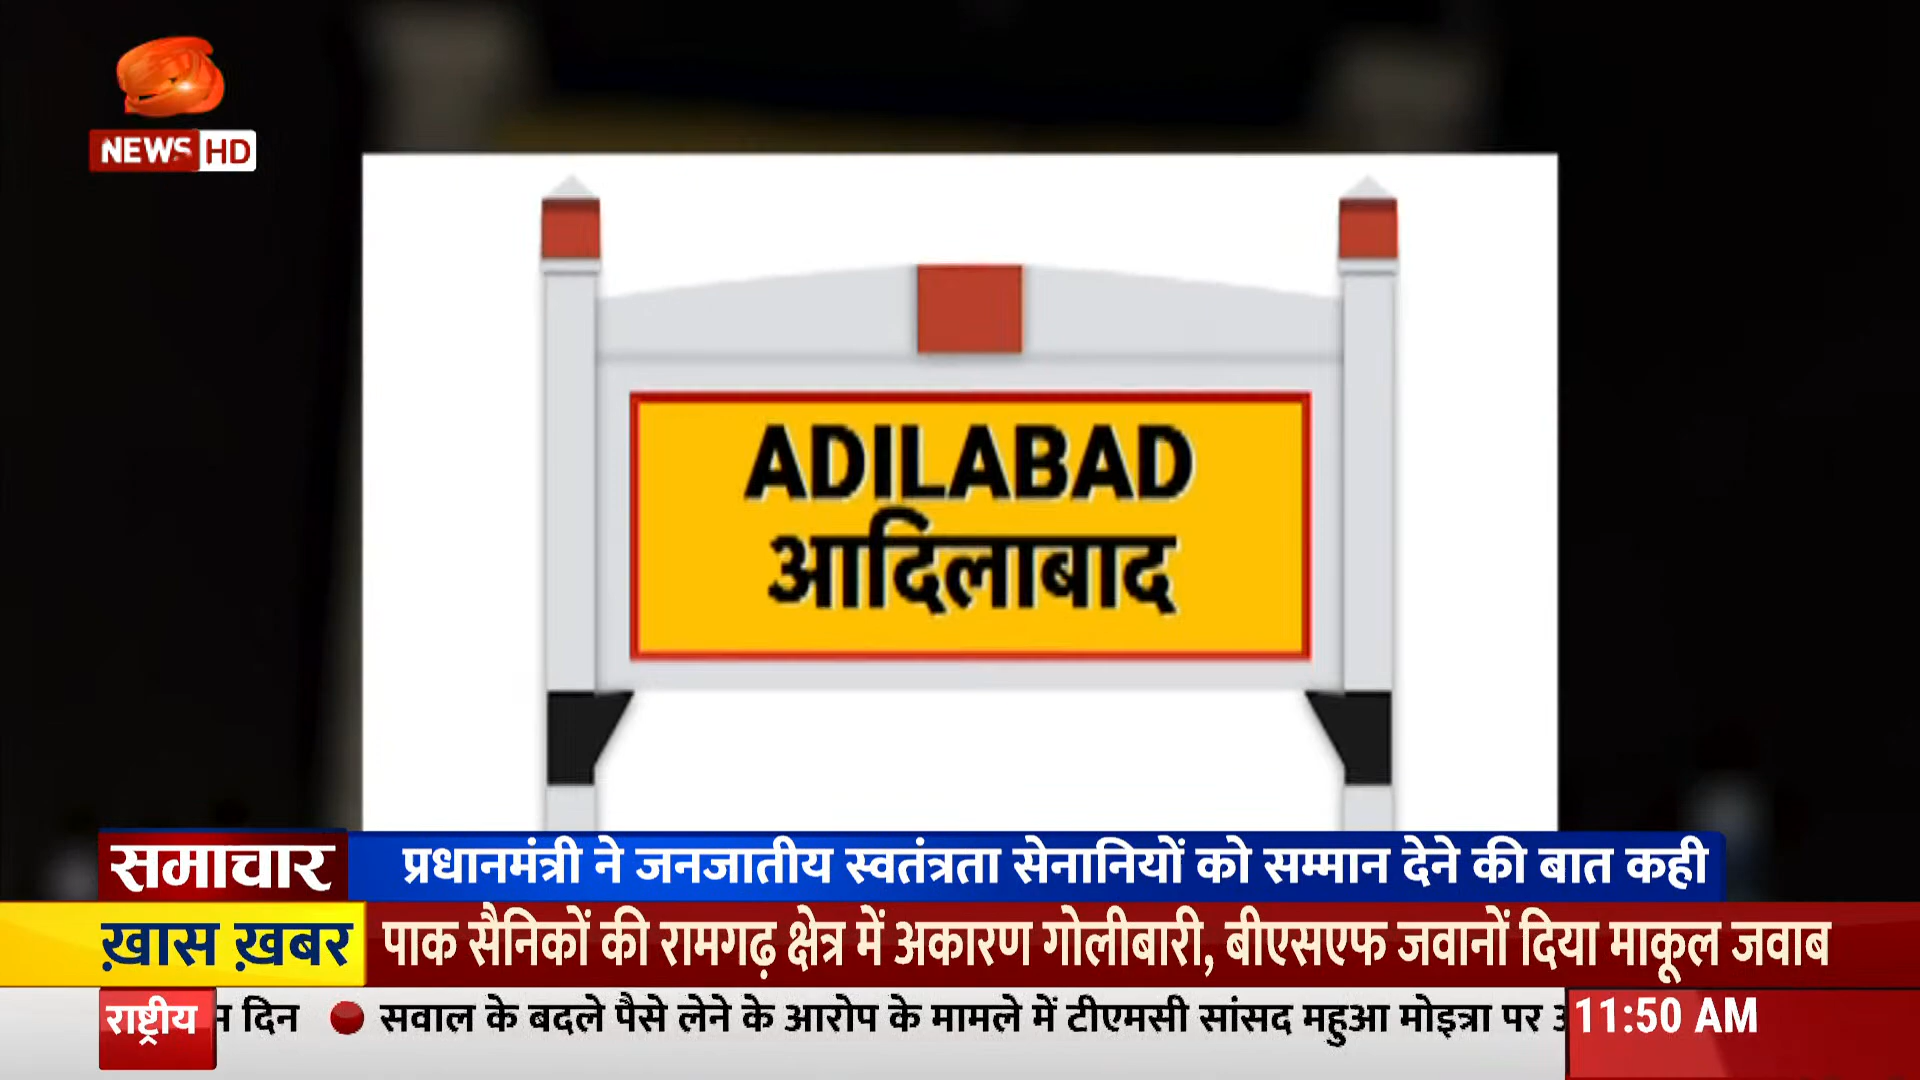 NEWS HD
ADILABAD
आदिलाबाद
समाचार
प्रधानमंत्री ने जनजातीय स्वतंत्रता सेनानियों को सम्मान देने की बात कही
ख़ास ख़बर
पाक सैनिकों की रामगढ़ क्षेत्र में अकारण गोलीबारी, बीएसएफ जवानों दिया माकूल जवाब
राष्ट्रीय
दिन
सवाल के बदले पैसे लेने के आरोप के मामले में टीएमसी सांसद महुआ मोइत्रा पर
11:50 AM